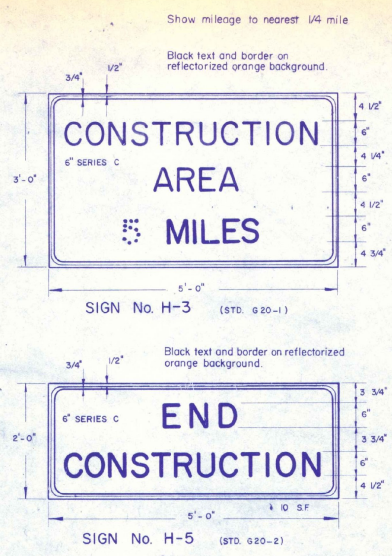 Show mileage to nearest 1/4 mile
Black text and border on
reflectorized orange background.
3/4" 1/2"
4 1/2"
CONSTRUCTION
6"
6" SERIES C
4 1/4"
3'-0"
AREA
6"
4 1/2"
5 MILES
6"
4 3/4"
5'-0"
SIGN No. H-3 (STD. G20-1)
Black text and border on reflectorized
orange background.
3/4" 1/2"
3 3/4"
END
6"
6" SERIES C
2'-0"
3 3/4"
CONSTRUCTION
6"
4 1/2"
10 S.F
5'-0"
SIGN No. H-5 (STD. G20-2)